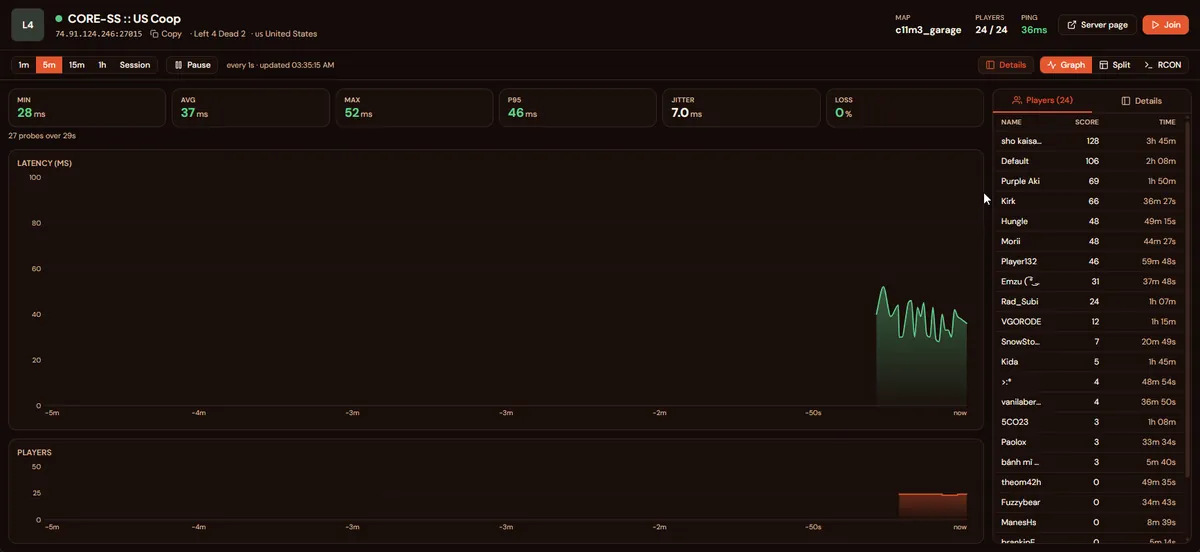 L4
CORE-SS :: US Coop
74.91.124.246:27015 Copy · Left 4 Dead 2 · us United States
MAP
c11m3_garage
PLAYERS
24 / 24
PING
36ms
Server page
Join
1m 5m 15m 1h Session Pause every 1s · updated 03:35:15 AM
Details Graph Split RCON
MIN
28 ms
AVG
37 ms
MAX
52 ms
P95
46 ms
JITTER
7.0 ms
LOSS
0 %
27 probes over 29s
LATENCY (MS)
100
80
60
40
20
0
-5m -4m -3m -3m -2m -50s now
PLAYERS
50
25
0
-5m -4m -3m -3m -2m -50s now
Players (24) Details
NAME SCORE TIME
sho kaisa... 128 3h 45m
Default 106 2h 08m
Purple Aki 69 1h 50m
Kirk 66 36m 27s
Hungle 48 49m 15s
Morii 48 44m 27s
Player132 46 59m 48s
Emzu 31 37m 48s
Rad_Subi 24 1h 07m
VGORODE 12 1h 15m
SnowSto... 7 20m 49s
Kida 5 1h 45m
>:* 4 48m 54s
vanilaber... 4 36m 50s
5CO23 3 1h 08m
Paolox 3 33m 34s
bánh mì ... 3 5m 40s
theom42h 0 49m 35s
Fuzzybear 0 34m 43s
ManesHs 0 8m 39s